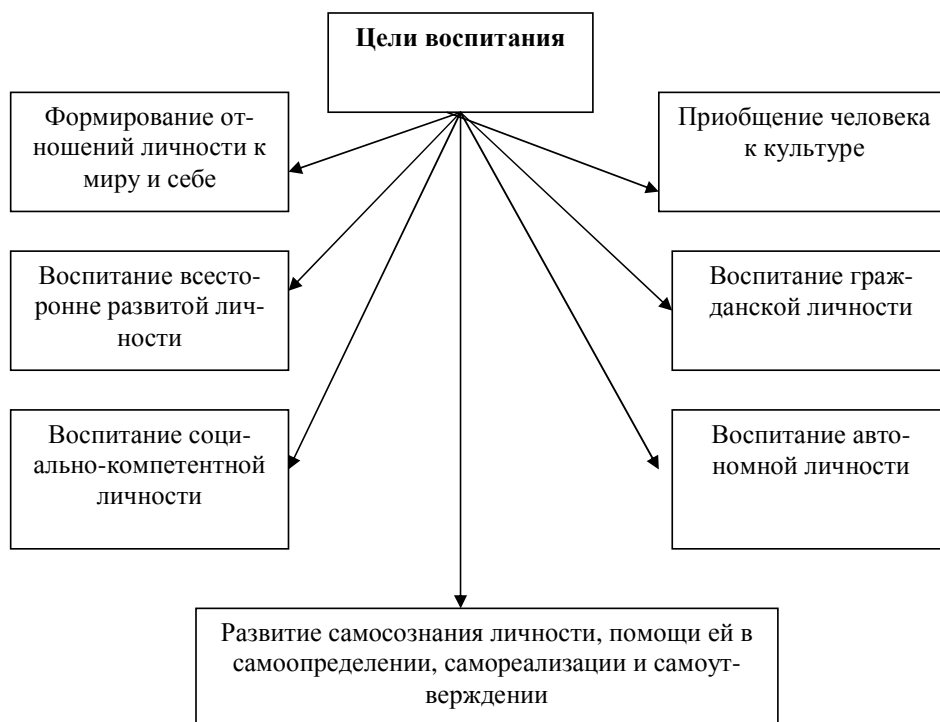 Цели воспитания
Формирование от-
ношений личности к
миру и себе
Приобщение человека
к культуре
Воспитание всесто-
ронне развитой лич-
ности
Воспитание граж-
данской личности
Воспитание соци-
ально-компетентной
личности
Воспитание авто-
номной личности
Развитие самосознания личности, помощи ей в
самоопределении, самореализации и самоут-
верждении